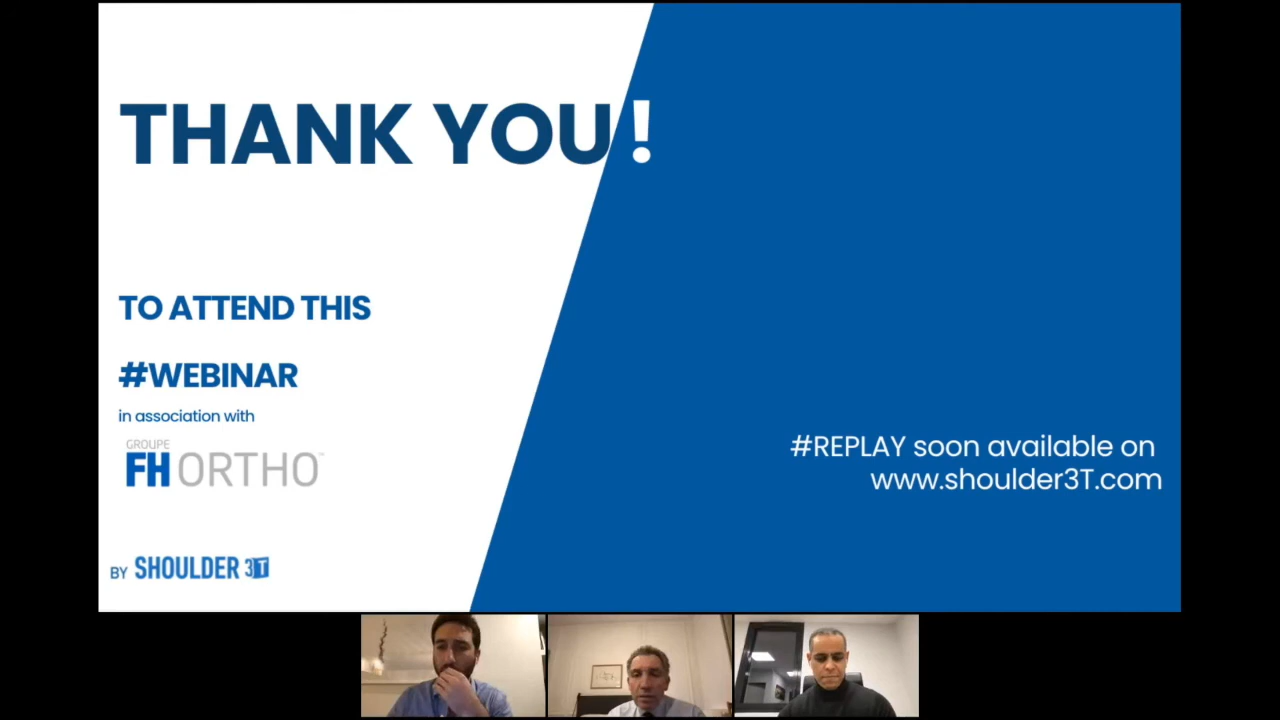 THANK YOU!
TO ATTEND THIS
#WEBINAR
in association with
GROUPE
FH ORTHO™
BY SHOULDER 3T
#REPLAY soon available on
www.shoulder3T.com